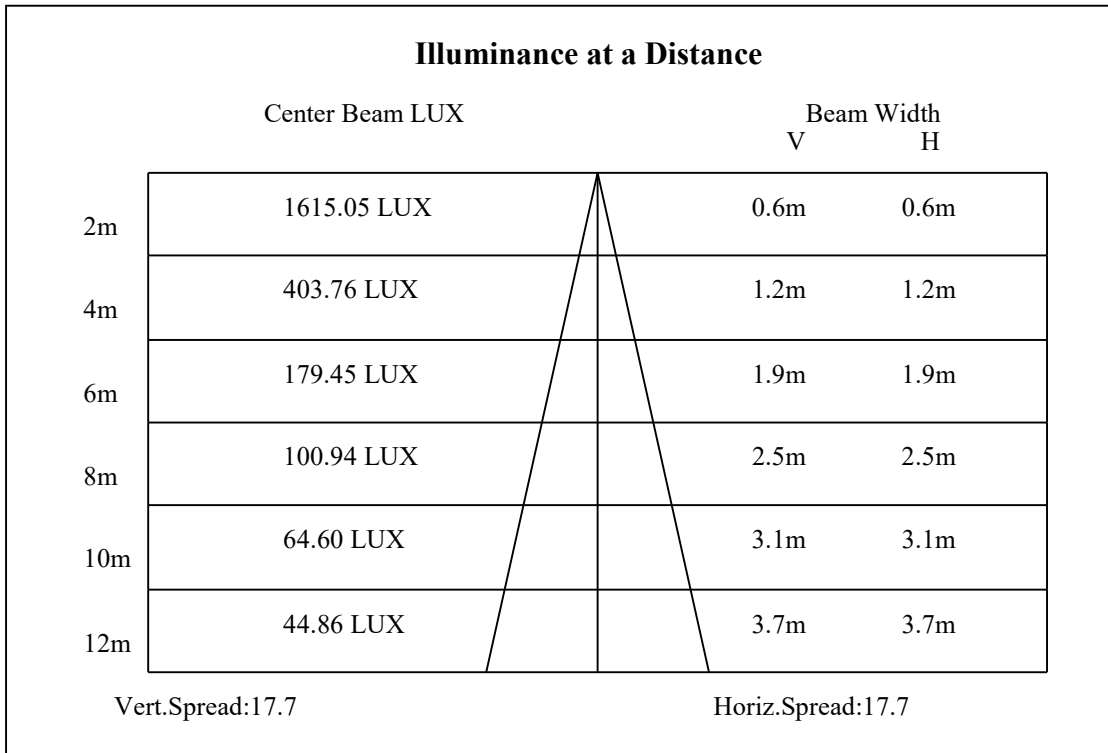 Illuminance at a Distance
Center Beam LUX Beam Width
V H
2m 1615.05 LUX 0.6m 0.6m
4m 403.76 LUX 1.2m 1.2m
6m 179.45 LUX 1.9m 1.9m
8m 100.94 LUX 2.5m 2.5m
10m 64.60 LUX 3.1m 3.1m
12m 44.86 LUX 3.7m 3.7m
Vert.Spread:17.7 Horiz.Spread:17.7